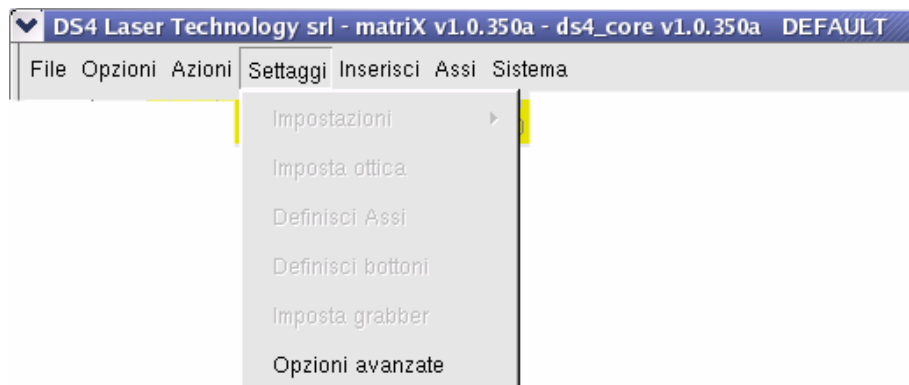 DS4 Laser Technology srl - matriX v1.0.350a - ds4_core v1.0.350a DEFAULT
File Opzioni Azioni Settaggi Inserisci Assi Sistema
Impostazioni
Imposta ottica
Definisci Assi
Definisci bottoni
Imposta grabber
Opzioni avanzate